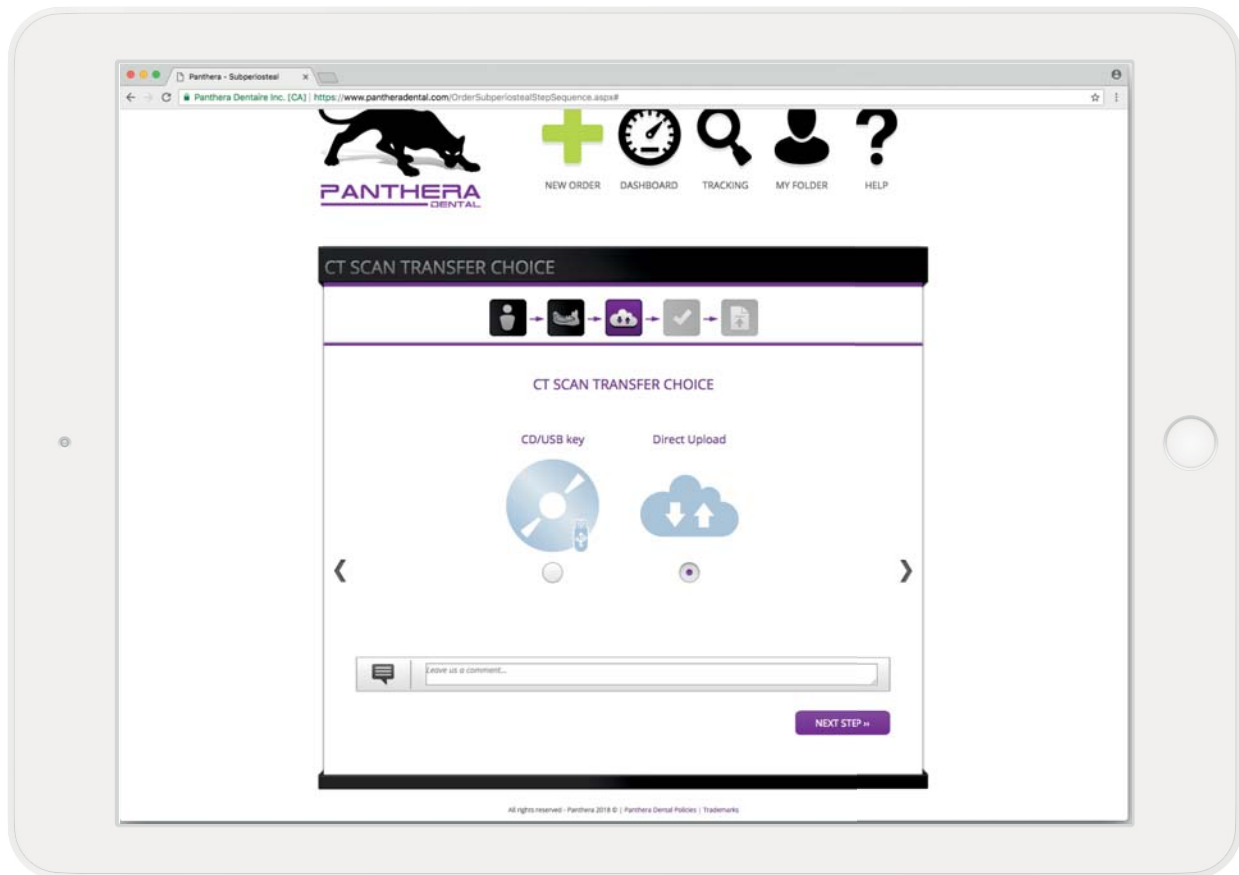 Panthera - Subperiosteal
Panthera Dentaire Inc. [CA] https://www.pantheradental.com/OrderSubperiostealStepSequence.aspx#
PANTHERA
DENTAL
NEW ORDER DASHBOARD TRACKING MY FOLDER HELP
CT SCAN TRANSFER CHOICE
CT SCAN TRANSFER CHOICE
CD/USB key Direct Upload
Leave us a comment...
NEXT STEP »
All rights reserved - Panthera 2018 © | Panthera Dental Policies | Trademarks